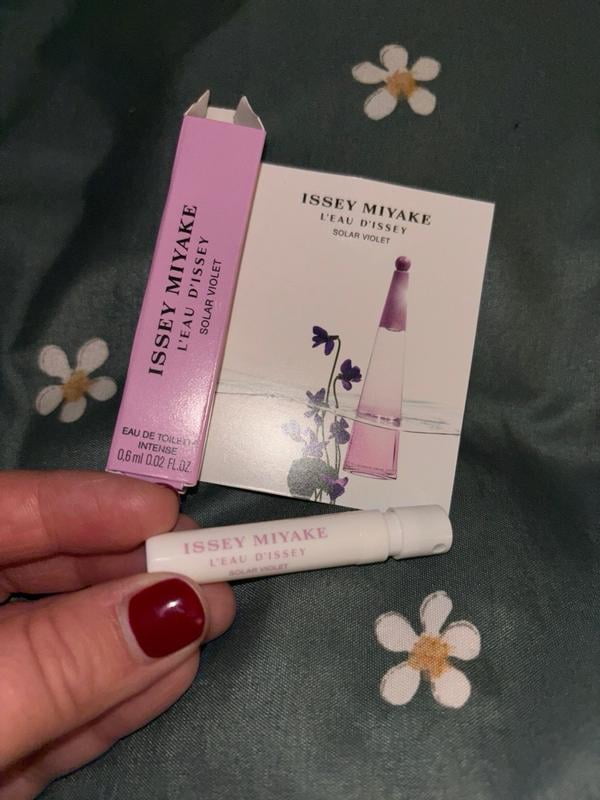 ISSEY MIYAKE
L'EAU D'ISSEY
SOLAR VIOLET
EAU DE TOILETTE
INTENSE
0,6 ml 0.02 FL.OZ.
ISSEY MIYAKE
L'EAU D'ISSEY
SOLAR VIOLET
ISSEY MIYAKE
L'EAU D'ISSEY
SOLAR VIOLET